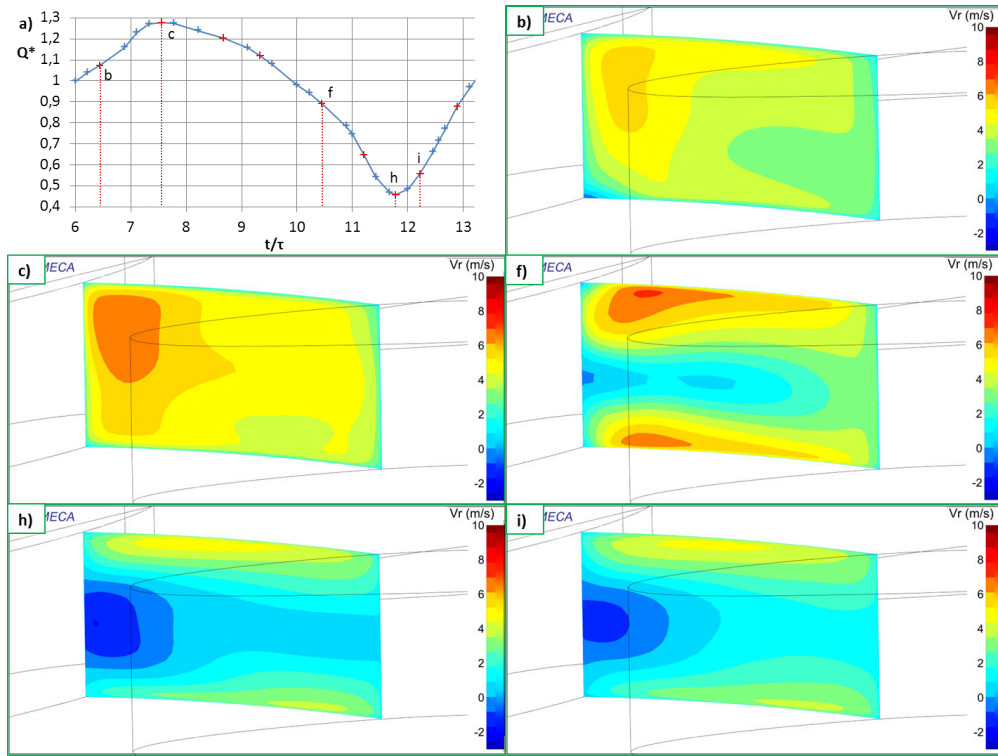 a)
Q*
1,3
1,2
1,1
1
0,9
0,8
0,7
0,6
0,5
0,4
6 7 8 9 10 11 12 13
t/τ
b
c
f
h
i
b) MECA
Vr (m/s)
10
8
6
4
2
0
-2
c) MECA
Vr (m/s)
10
8
6
4
2
0
-2
f) MECA
Vr (m/s)
10
8
6
4
2
0
-2
h) MECA
Vr (m/s)
10
8
6
4
2
0
-2
i) MECA
Vr (m/s)
10
8
6
4
2
0
-2